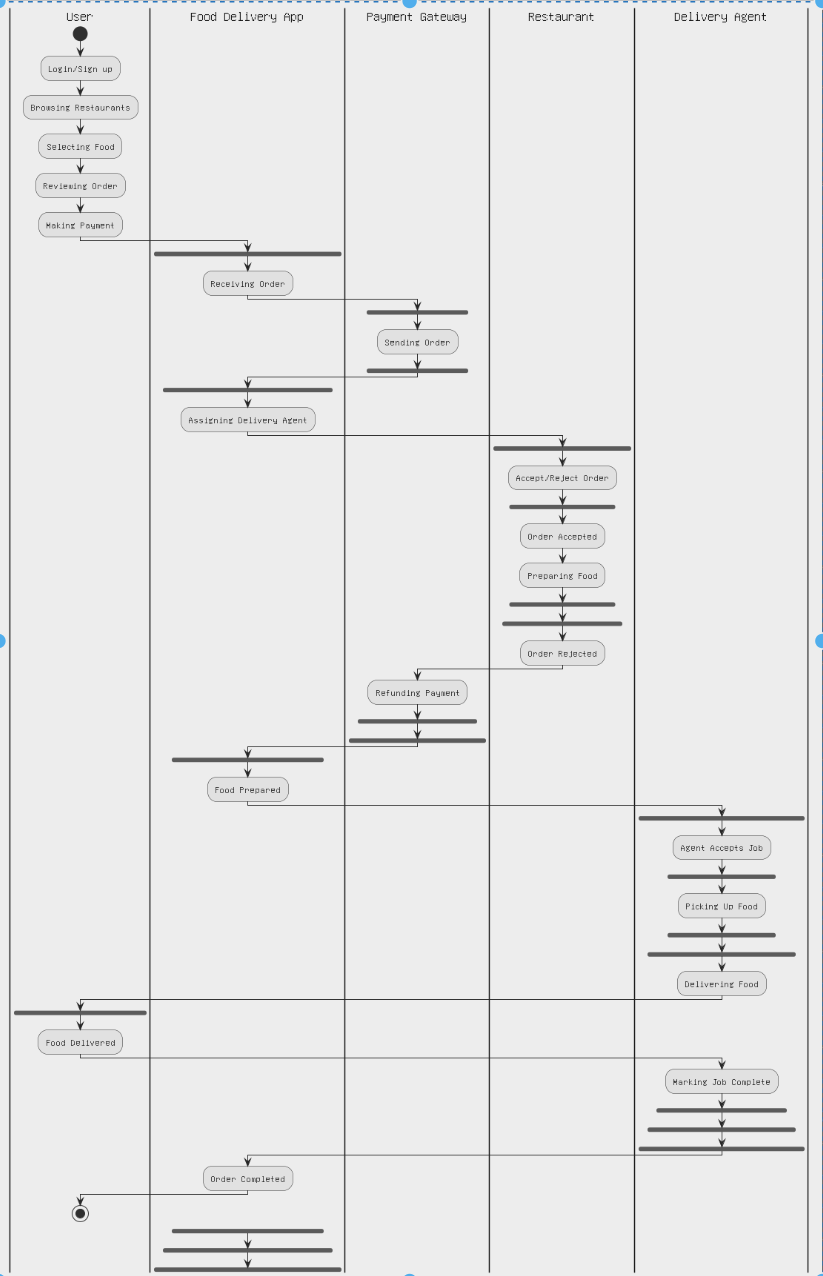 User
Food Delivery App
Payment Gateway
Restaurant
Delivery Agent
Login/Sign up
Browsing Restaurants
Selecting Food
Reviewing Order
Making Payment
Receiving Order
Sending Order
Assigning Delivery Agent
Accept/Reject Order
Order Accepted
Preparing Food
Order Rejected
Refunding Payment
Food Prepared
Agent Accepts Job
Picking Up Food
Delivering Food
Food Delivered
Marking Job Complete
Order Completed